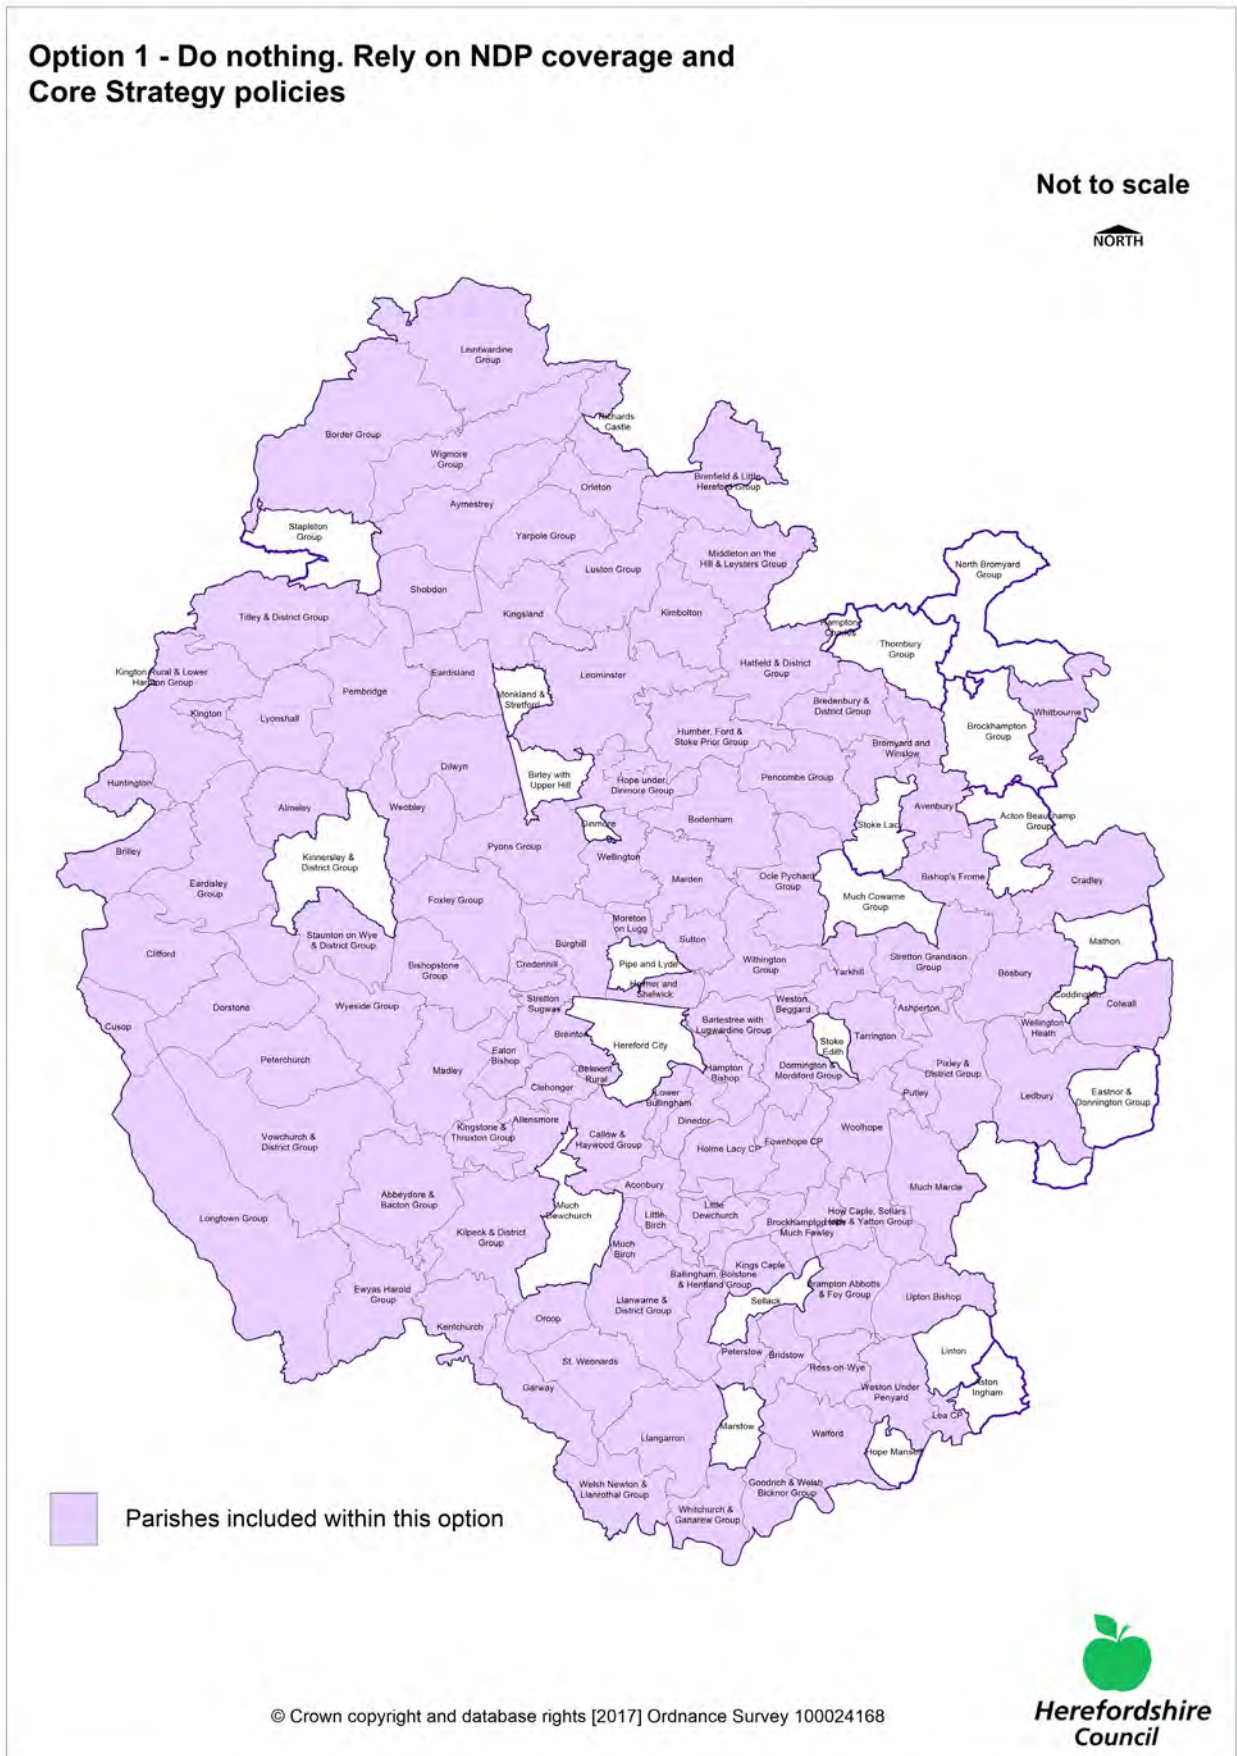 Option 1 - Do nothing. Rely on NDP coverage and
Core Strategy policies
Not to scale
NORTH
Leintwardine
Group
Richards
Castle
Border Group
Wigmore
Group
Brimfield & Little
Hereford Group
Orleton
Aymestrey
Stapleton
Group
Yarpole Group
Middleton on the
Hill & Leysters Group
North Bromyard
Group
Luston Group
Shobdon
Kingsland
Kimbolton
Titley & District Group
Hampton
Charles
Thornbury
Group
Kington Rural & Lower
Harpton Group
Eardisland
Leominster
Hatfield & District
Group
Pembridge
Monkland &
Stretford
Bredenbury &
District Group
Kington
Lyonshall
Whitbourne
Brockhampton
Group
Humber, Ford &
Stoke Prior Group
Bromyard and
Winslow
Huntington
Dilwyn
Birley with
Upper Hill
Hope under
Dinmore Group
Pencombe Group
Almeley
Weobley
Avenbury
Dinmore
Bodenham
Stoke Lacy
Acton Beauchamp
Group
Brilley
Pyons Group
Kinnersley &
District Group
Wellington
Eardisley
Group
Marden
Ocle Pychard
Group
Bishop's Frome
Cradley
Foxley Group
Much Cowarne
Group
Moreton
on Lugg
Staunton on Wye
& District Group
Burghill
Sutton
Mathon
Clifford
Bishopstone
Group
Credenhill
Pipe and Lyde
Withington
Group
Yarkhill
Stretton Grandison
Group
Bosbury
Holmer and
Shelwick
Coddington
Colwall
Dorstone
Wyeside Group
Stretton
Sugwas
Weston
Beggard
Ashperton
Cusop
Breinton
Hereford City
Bartestree with
Lugwardine Group
Wellington
Heath
Stoke
Edith
Tarrington
Peterchurch
Eaton
Bishop
Madley
Belmont
Rural
Hampton
Bishop
Dormington &
Mordiford Group
Pixley &
District Group
Clehonger
Lower
Bullingham
Putley
Ledbury
Eastnor &
Donnington Group
Allensmore
Kingstone &
Thruxton Group
Dinedor
Vowchurch &
District Group
Callow &
Haywood Group
Holme Lacy CP
Fownhope CP
Woolhope
Aconbury
Much Marcle
Abbeydore &
Bacton Group
Much
Dewchurch
Little
Birch
Little
Dewchurch
Longtown Group
Kilpeck & District
Group
Brockhampton with
Much Fawley
How Caple, Sollars
Hope & Yatton Group
Much
Birch
Kings Caple
Ballingham, Bolstone
& Hentland Group
Ewyas Harold
Group
Llanwarne &
District Group
Sellack
Brampton Abbotts
& Foy Group
Upton Bishop
Kentchurch
Orcop
Peterstow
Bridstow
Linton
St. Weonards
Ross-on-Wye
Garway
Weston Under
Penyard
Aston
Ingham
Lea CP
Llangarron
Marstow
Walford
Hope Mansell
Welsh Newton &
Llanrothal Group
Goodrich & Welsh
Bicknor Group
Whitchurch &
Ganarew Group
Parishes included within this option
© Crown copyright and database rights [2017] Ordnance Survey 100024168
Herefordshire
Council